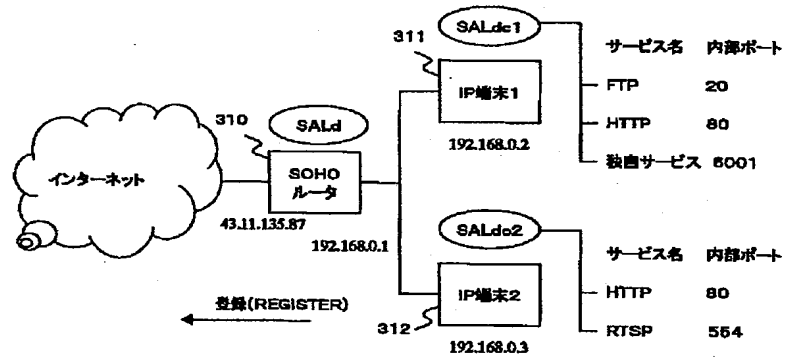 SALdc1
311
サービス名 内部ポート
IP端末1
FTP 20
310
SALd
HTTP 80
192.168.0.2
独自サービス 6001
SOHO
ルータ
インターネット
SALdc2
43.11.135.87
192.168.0.1
サービス名 内部ポート
IP端末2
HTTP 80
登録(REGISTER)
312
RTSP 554
192.168.0.3